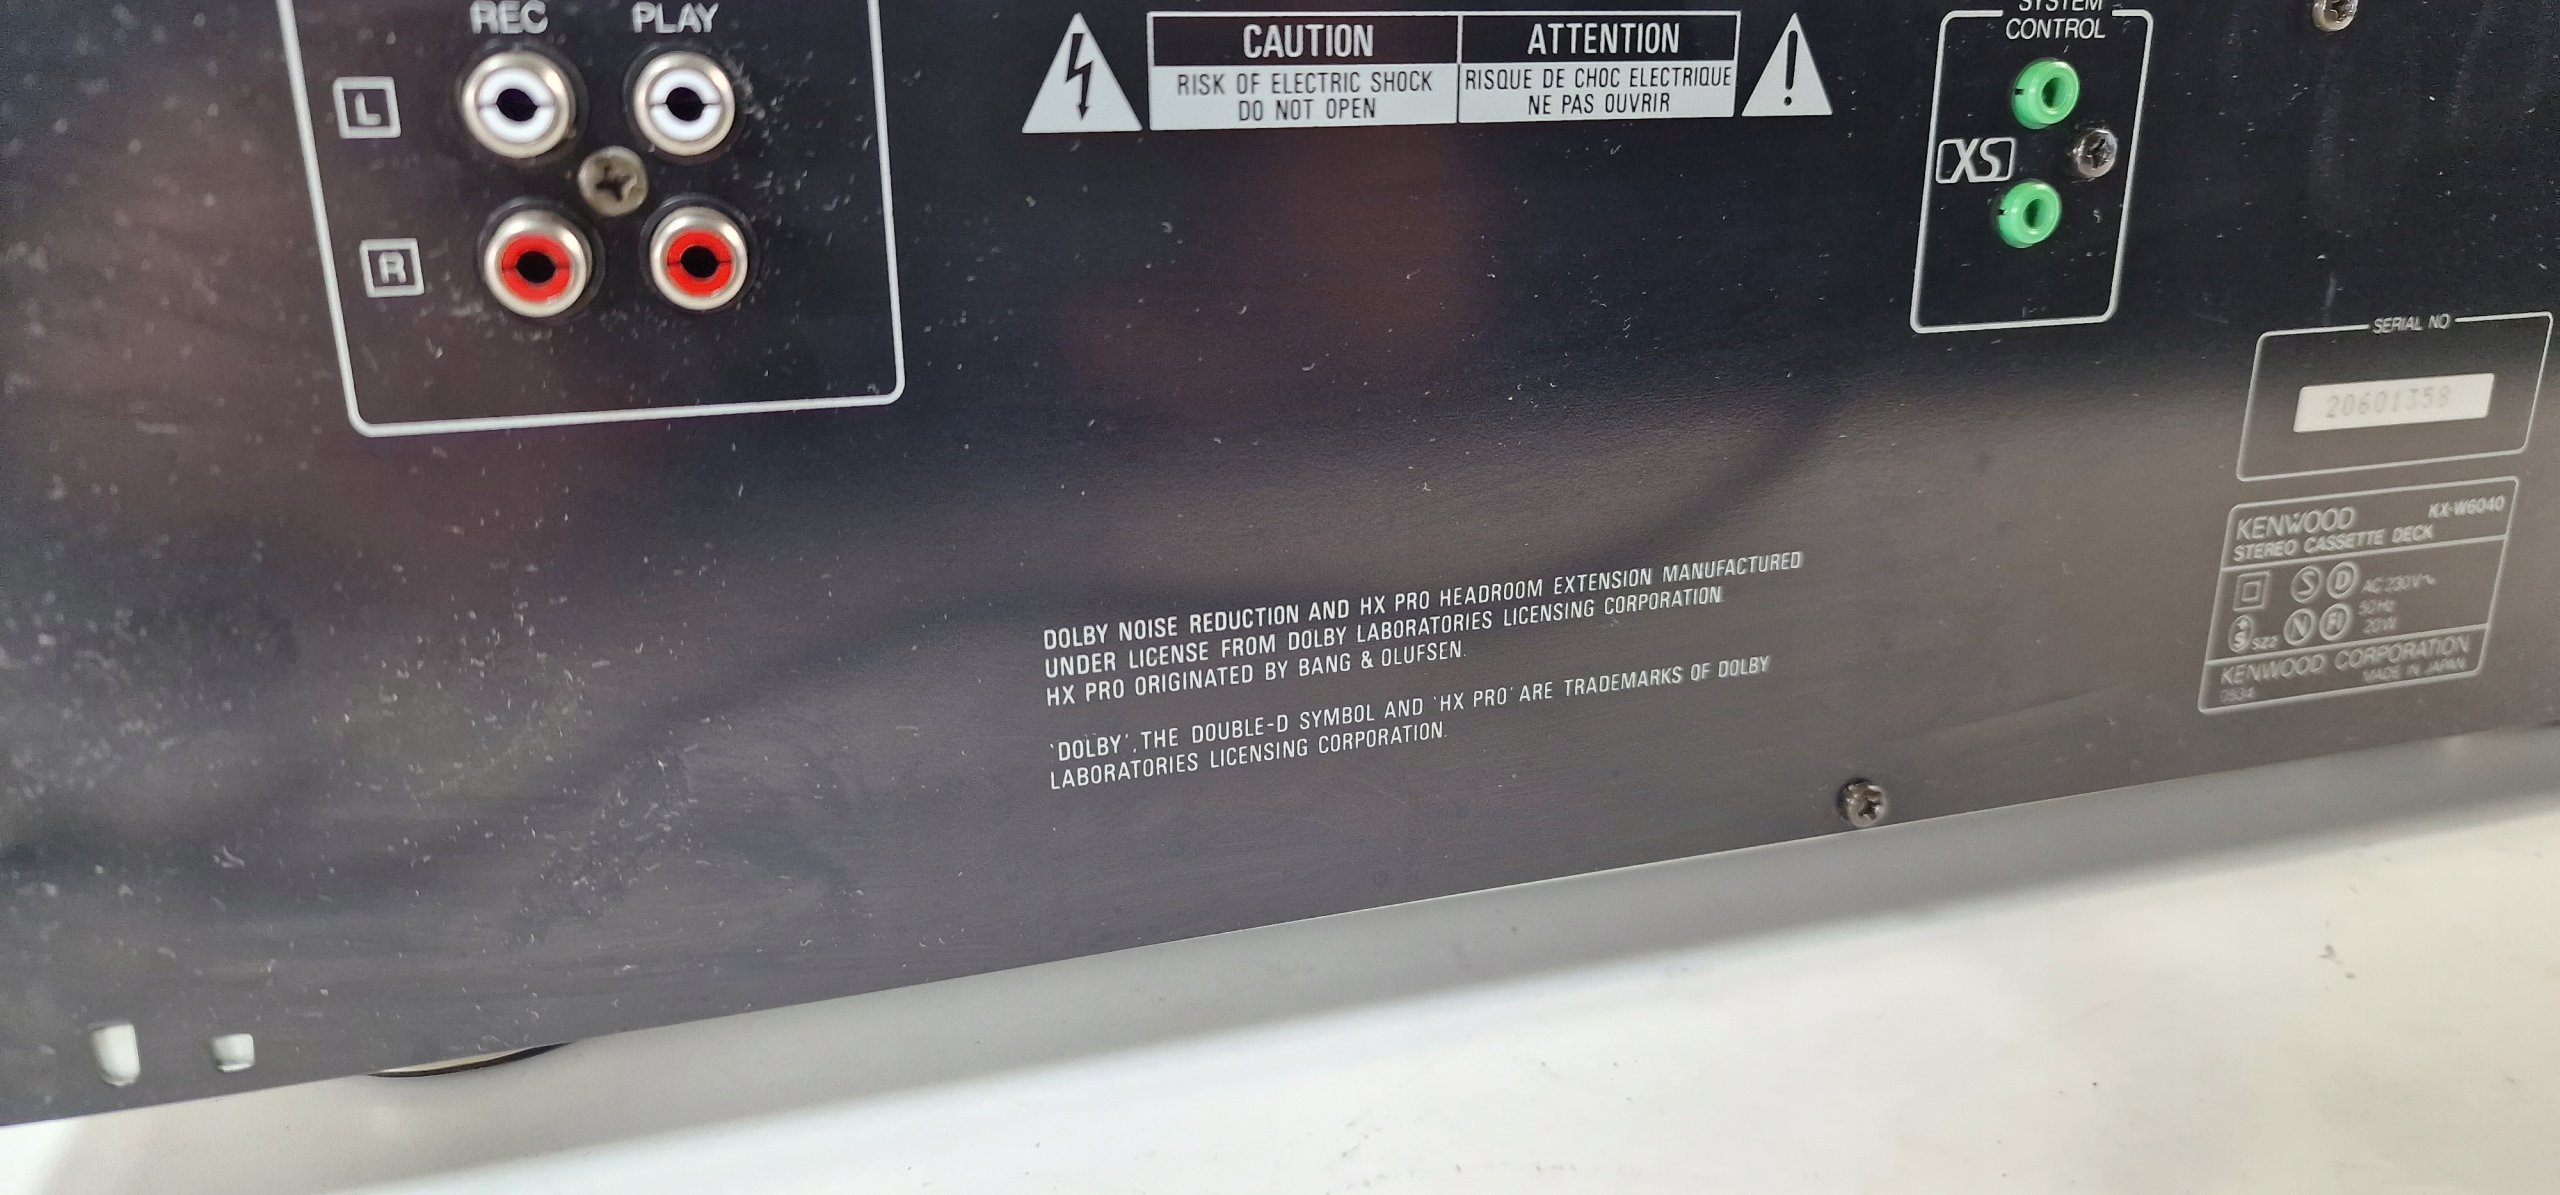 REC PLAY
L
R
CAUTION
RISK OF ELECTRIC SHOCK
DO NOT OPEN
ATTENTION
RISQUE DE CHOC ELECTRIQUE
NE PAS OUVRIR
SYSTEM
CONTROL
XS
SERIAL NO
20601358
KENWOOD KX-W6040
STEREO CASSETTE DECK
S D AC 230V~
50Hz
S SZ2 N FI 20W
KENWOOD CORPORATION
MADE IN JAPAN
DOLBY NOISE REDUCTION AND HX PRO HEADROOM EXTENSION MANUFACTURED
UNDER LICENSE FROM DOLBY LABORATORIES LICENSING CORPORATION.
HX PRO ORIGINATED BY BANG & OLUFSEN.
'DOLBY', THE DOUBLE-D SYMBOL AND 'HX PRO' ARE TRADEMARKS OF DOLBY
LABORATORIES LICENSING CORPORATION.